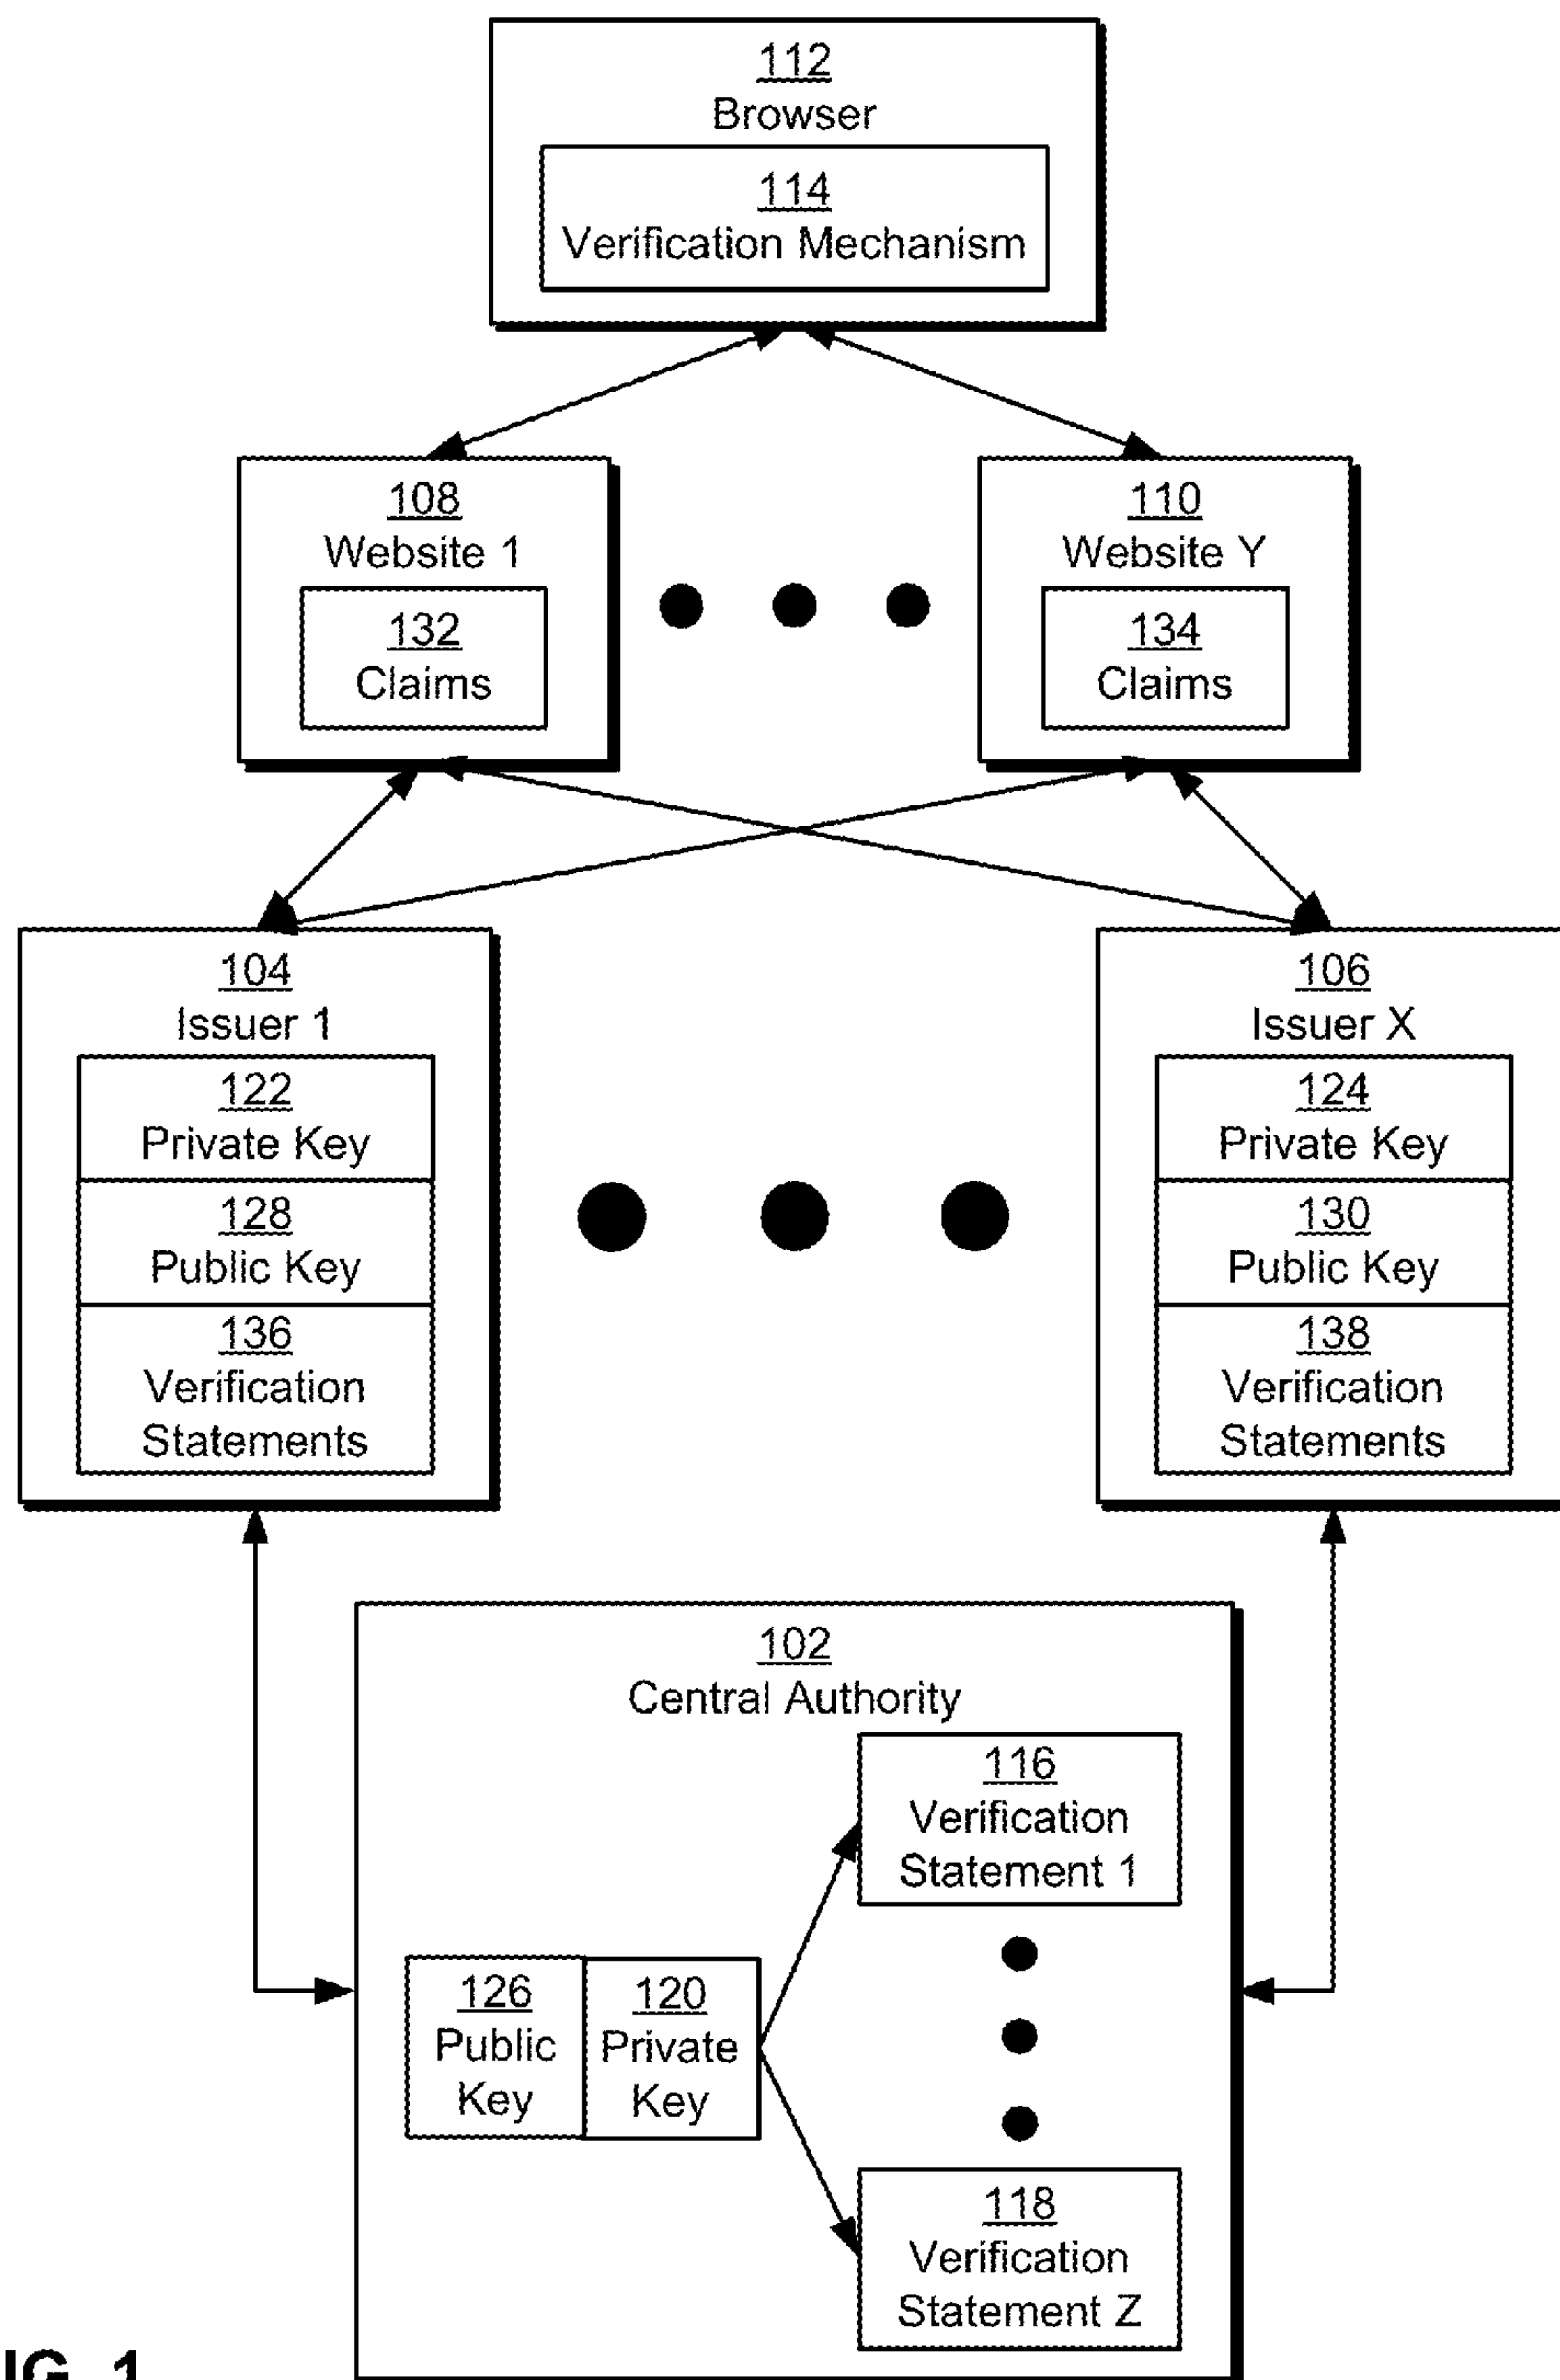 112
Browser
114
Verification Mechanism
108
Website 1
132
Claims
110
Website Y
134
Claims
104
Issuer 1
122
Private Key
128
Public Key
136
Verification
Statements
106
Issuer X
124
Private Key
130
Public Key
138
Verification
Statements
102
Central Authority
116
Verification
Statement 1
126
Public
Key
120
Private
Key
118
Verification
Statement Z
IG. 1